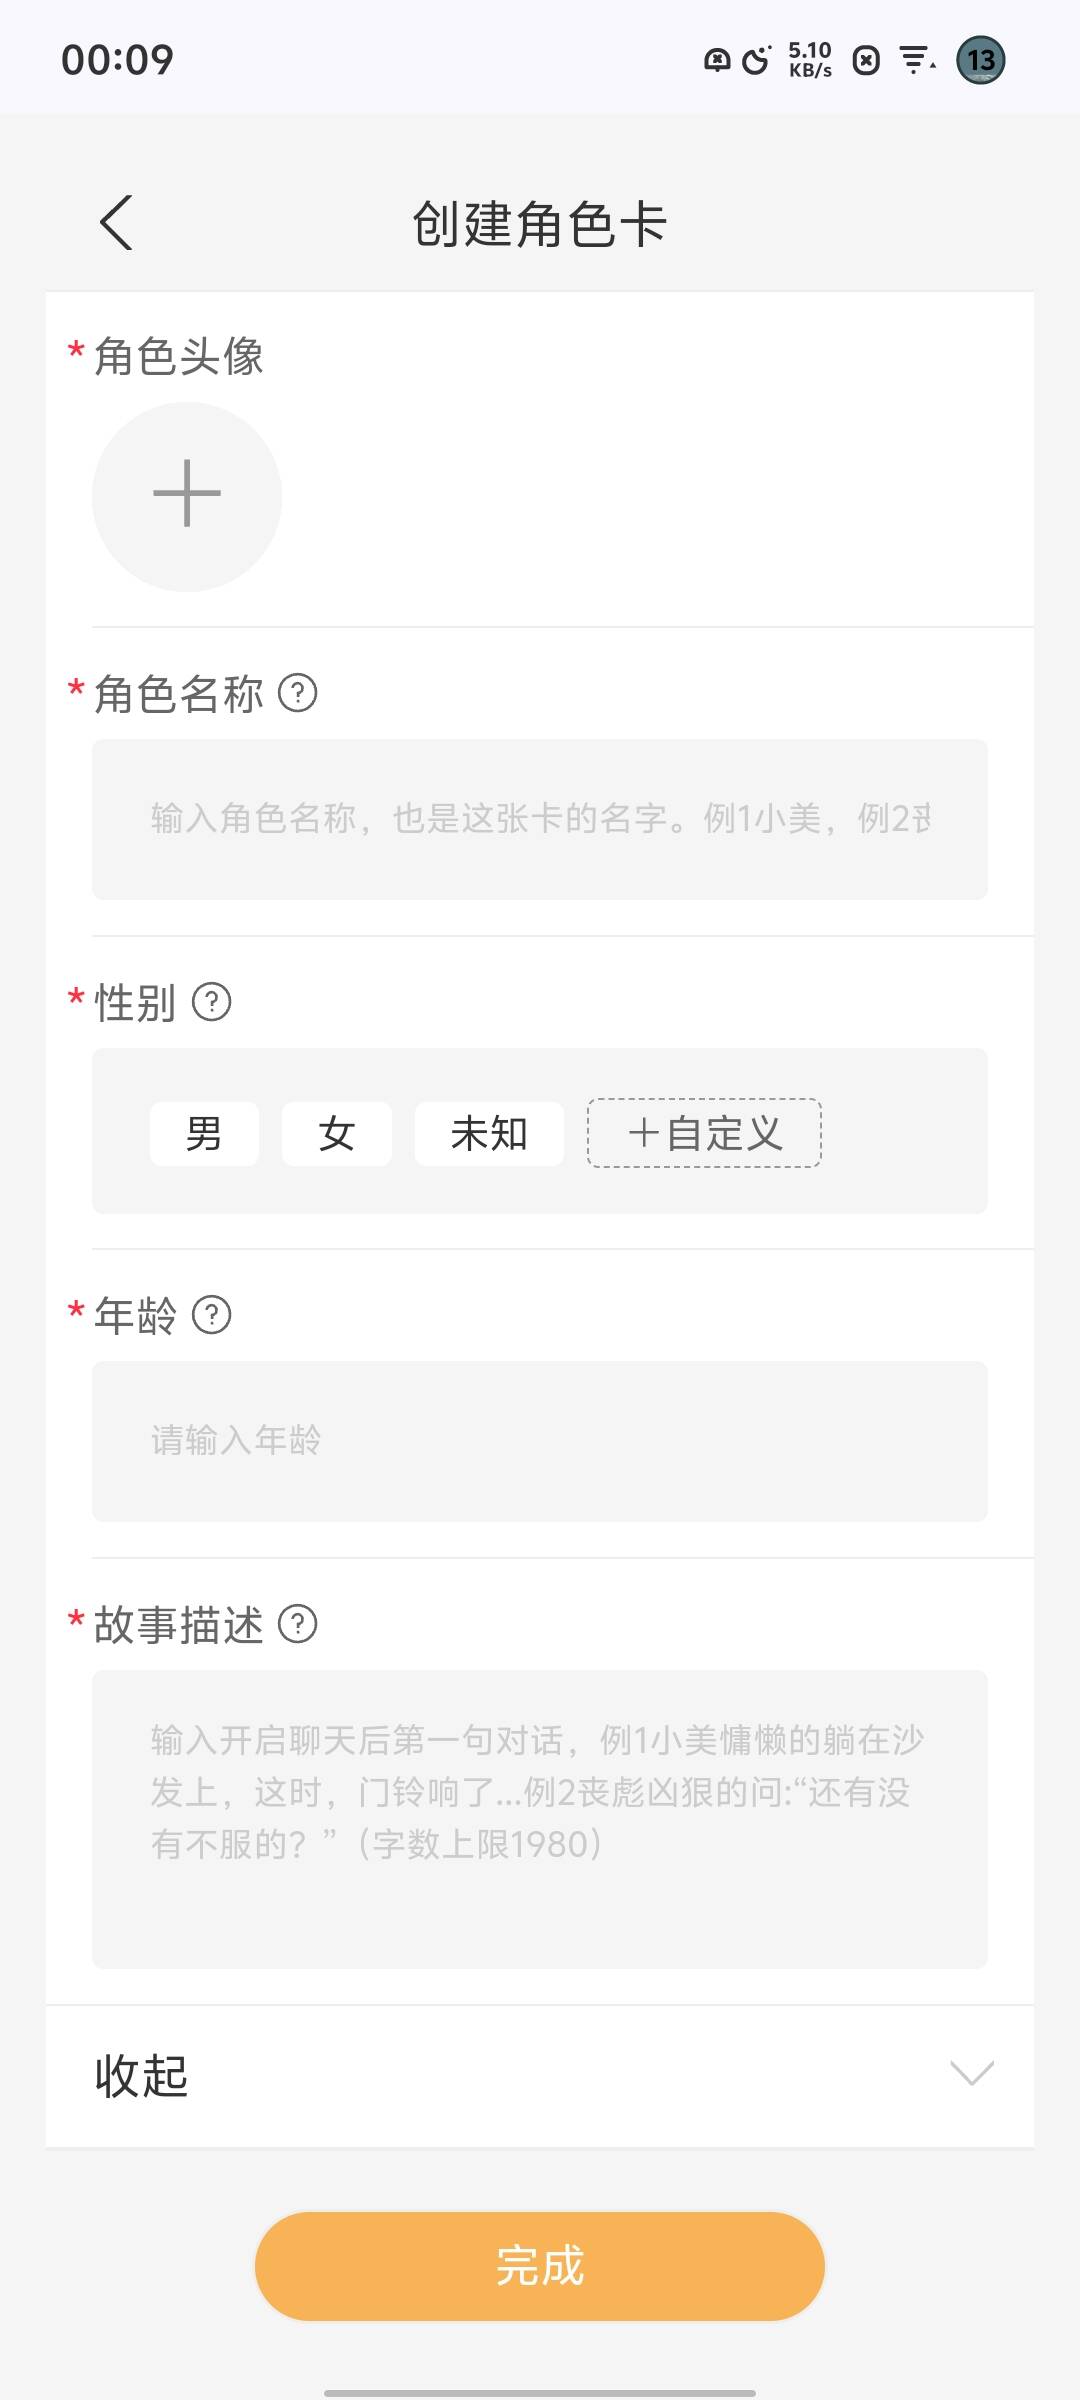 00:09
5.10
KB/s
13
创建角色卡
*角色头像
*角色名称 ?
输入角色名称，也是这张卡的名字。例1小美，例2
*性别 ?
男 女 未知 +自定义
*年龄 ?
请输入年龄
*故事描述 ?
输入开启聊天后第一句对话，例1小美慵懒的躺在沙
发上，这时，门铃响了...例2丧彪凶狠的问:“还有没
有不服的？”（字数上限1980）
收起
完成